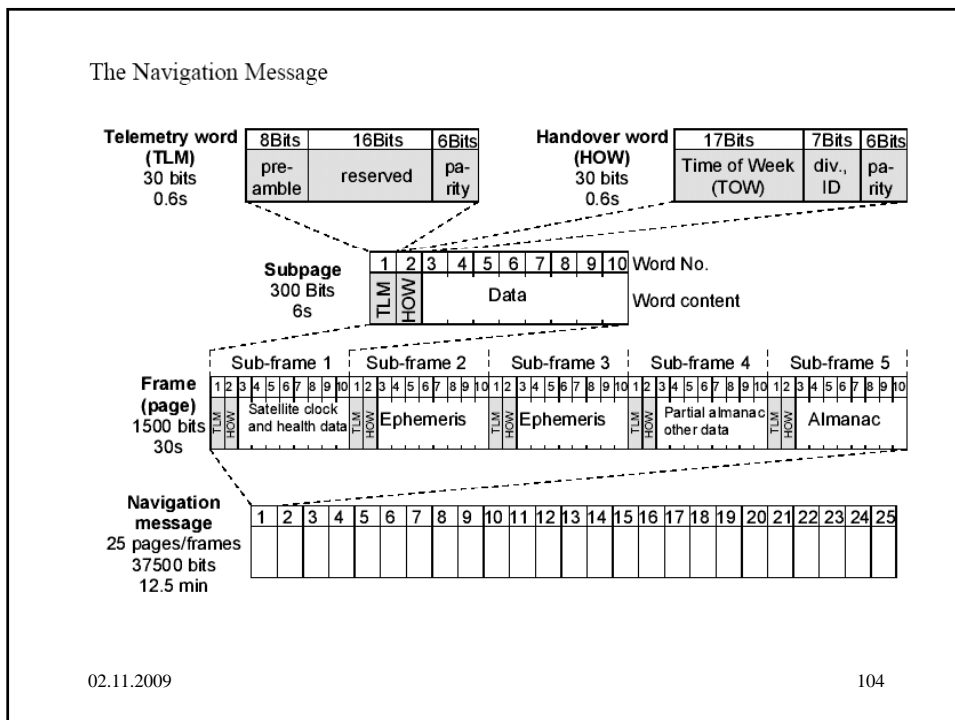 The Navigation Message
Telemetry word
(TLM)
30 bits
0.6s
8Bits 16Bits 6Bits
pre-
amble
reserved
pa-
rity
Handover word
(HOW)
30 bits
0.6s
17Bits 7Bits 6Bits
Time of Week
(TOW)
div.,
ID
pa-
rity
Subpage
300 Bits
6s
1 2 3 4 5 6 7 8 9 10 Word No.
TLM
HOW
Data
Word content
Sub-frame 1 Sub-frame 2 Sub-frame 3 Sub-frame 4 Sub-frame 5
Frame
(page)
1500 bits
30s
1 2 3 4 5 6 7 8 9 10 1 2 3 4 5 6 7 8 9 10 1 2 3 4 5 6 7 8 9 10 1 2 3 4 5 6 7 8 9 10 1 2 3 4 5 6 7 8 9 10
TLM
HOW
Satellite clock
and health data
TLM
HOW
Ephemeris
TLM
HOW
Ephemeris
TLM
HOW
Partial almanac
other data
TLM
HOW
Almanac
Navigation
message
25 pages/frames
37500 bits
12.5 min
1 2 3 4 5 6 7 8 9 10 11 12 13 14 15 16 17 18 19 20 21 22 23 24 25
02.11.2009
104